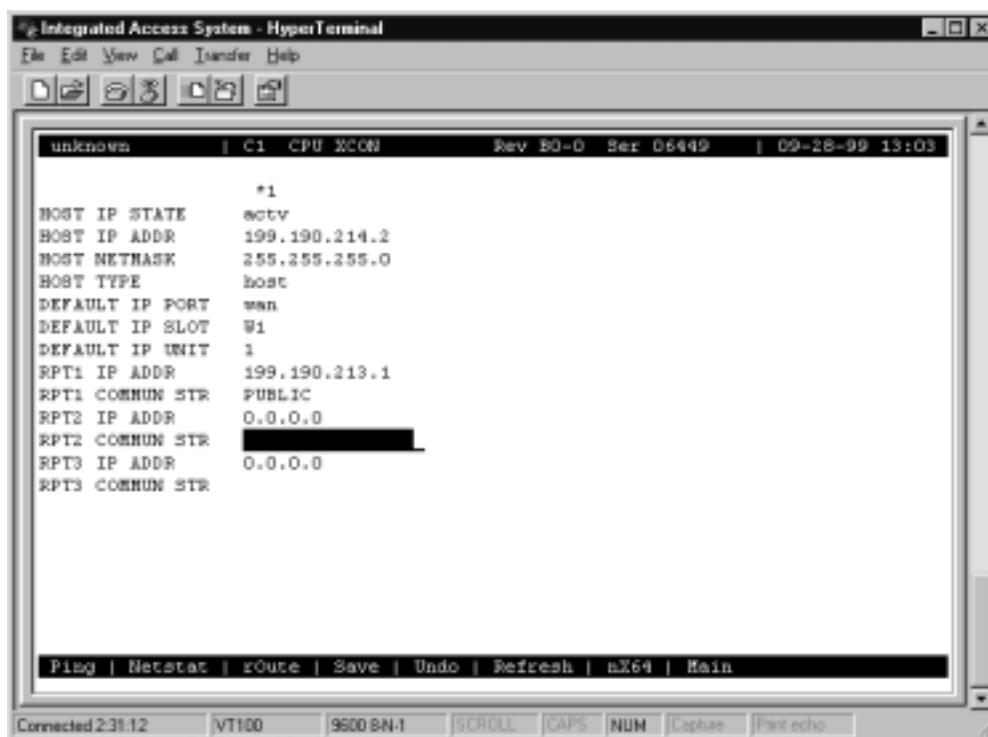 Integrated Access System - HyperTerminal
File Edit View Call Transfer Help
unknown | C1 CPU XCON Rev B0-0 Ser 06449 | 09-28-99 13:03
*1
HOST IP STATE actv
HOST IP ADDR 199.190.214.2
HOST NETMASK 255.255.255.0
HOST TYPE host
DEFAULT IP PORT wan
DEFAULT IP SLOT W1
DEFAULT IP UNIT 1
RPT1 IP ADDR 199.190.213.1
RPT1 COMMUN STR PUBLIC
RPT2 IP ADDR 0.0.0.0
RPT2 COMMUN STR
RPT3 IP ADDR 0.0.0.0
RPT3 COMMUN STR
Ping | Netstat | rOute | Save | Undo | Refresh | nX64 | Main
Connected 2:31:12 VT100 9600 8-N-1 SCROLL CAPS NUM Capture Print echo